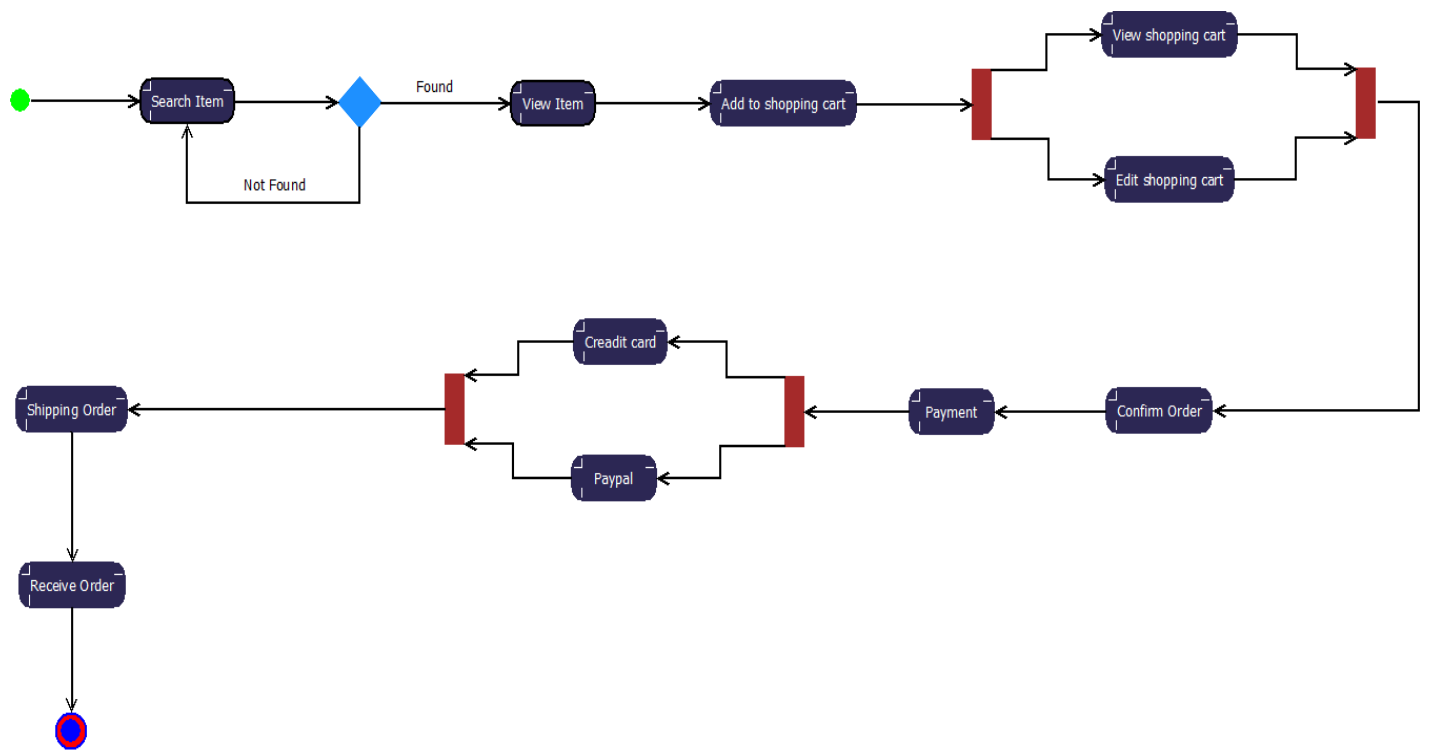 Search Item
Found
Not Found
View Item
Add to shopping cart
View shopping cart
Edit shopping cart
Confirm Order
Payment
Creadit card
Paypal
Shipping Order
Receive Order